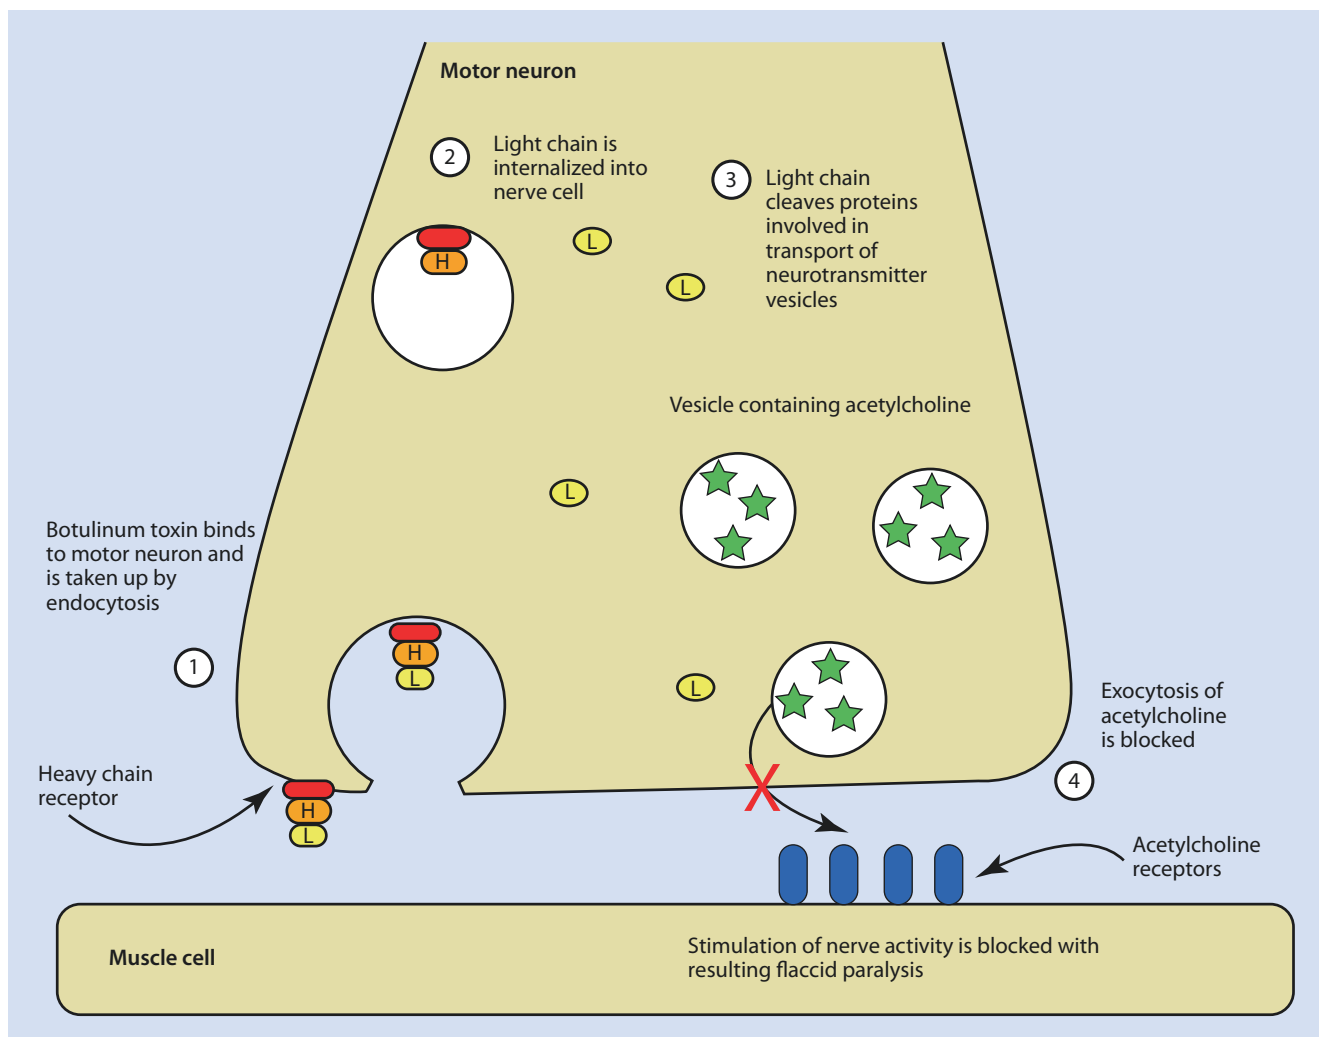 Motor neuron
2
Light chain is
internalized into
nerve cell
3
Light chain
cleaves proteins
involved in
transport of
neurotransmitter
vesicles
H
L
L
Vesicle containing acetylcholine
L
Botulinum toxin binds
to motor neuron and
is taken up by
endocytosis
1
H
L
L
Exocytosis of
acetylcholine
is blocked
4
Heavy chain
receptor
H
L
X
Acetylcholine
receptors
Muscle cell
Stimulation of nerve activity is blocked with
resulting flaccid paralysis